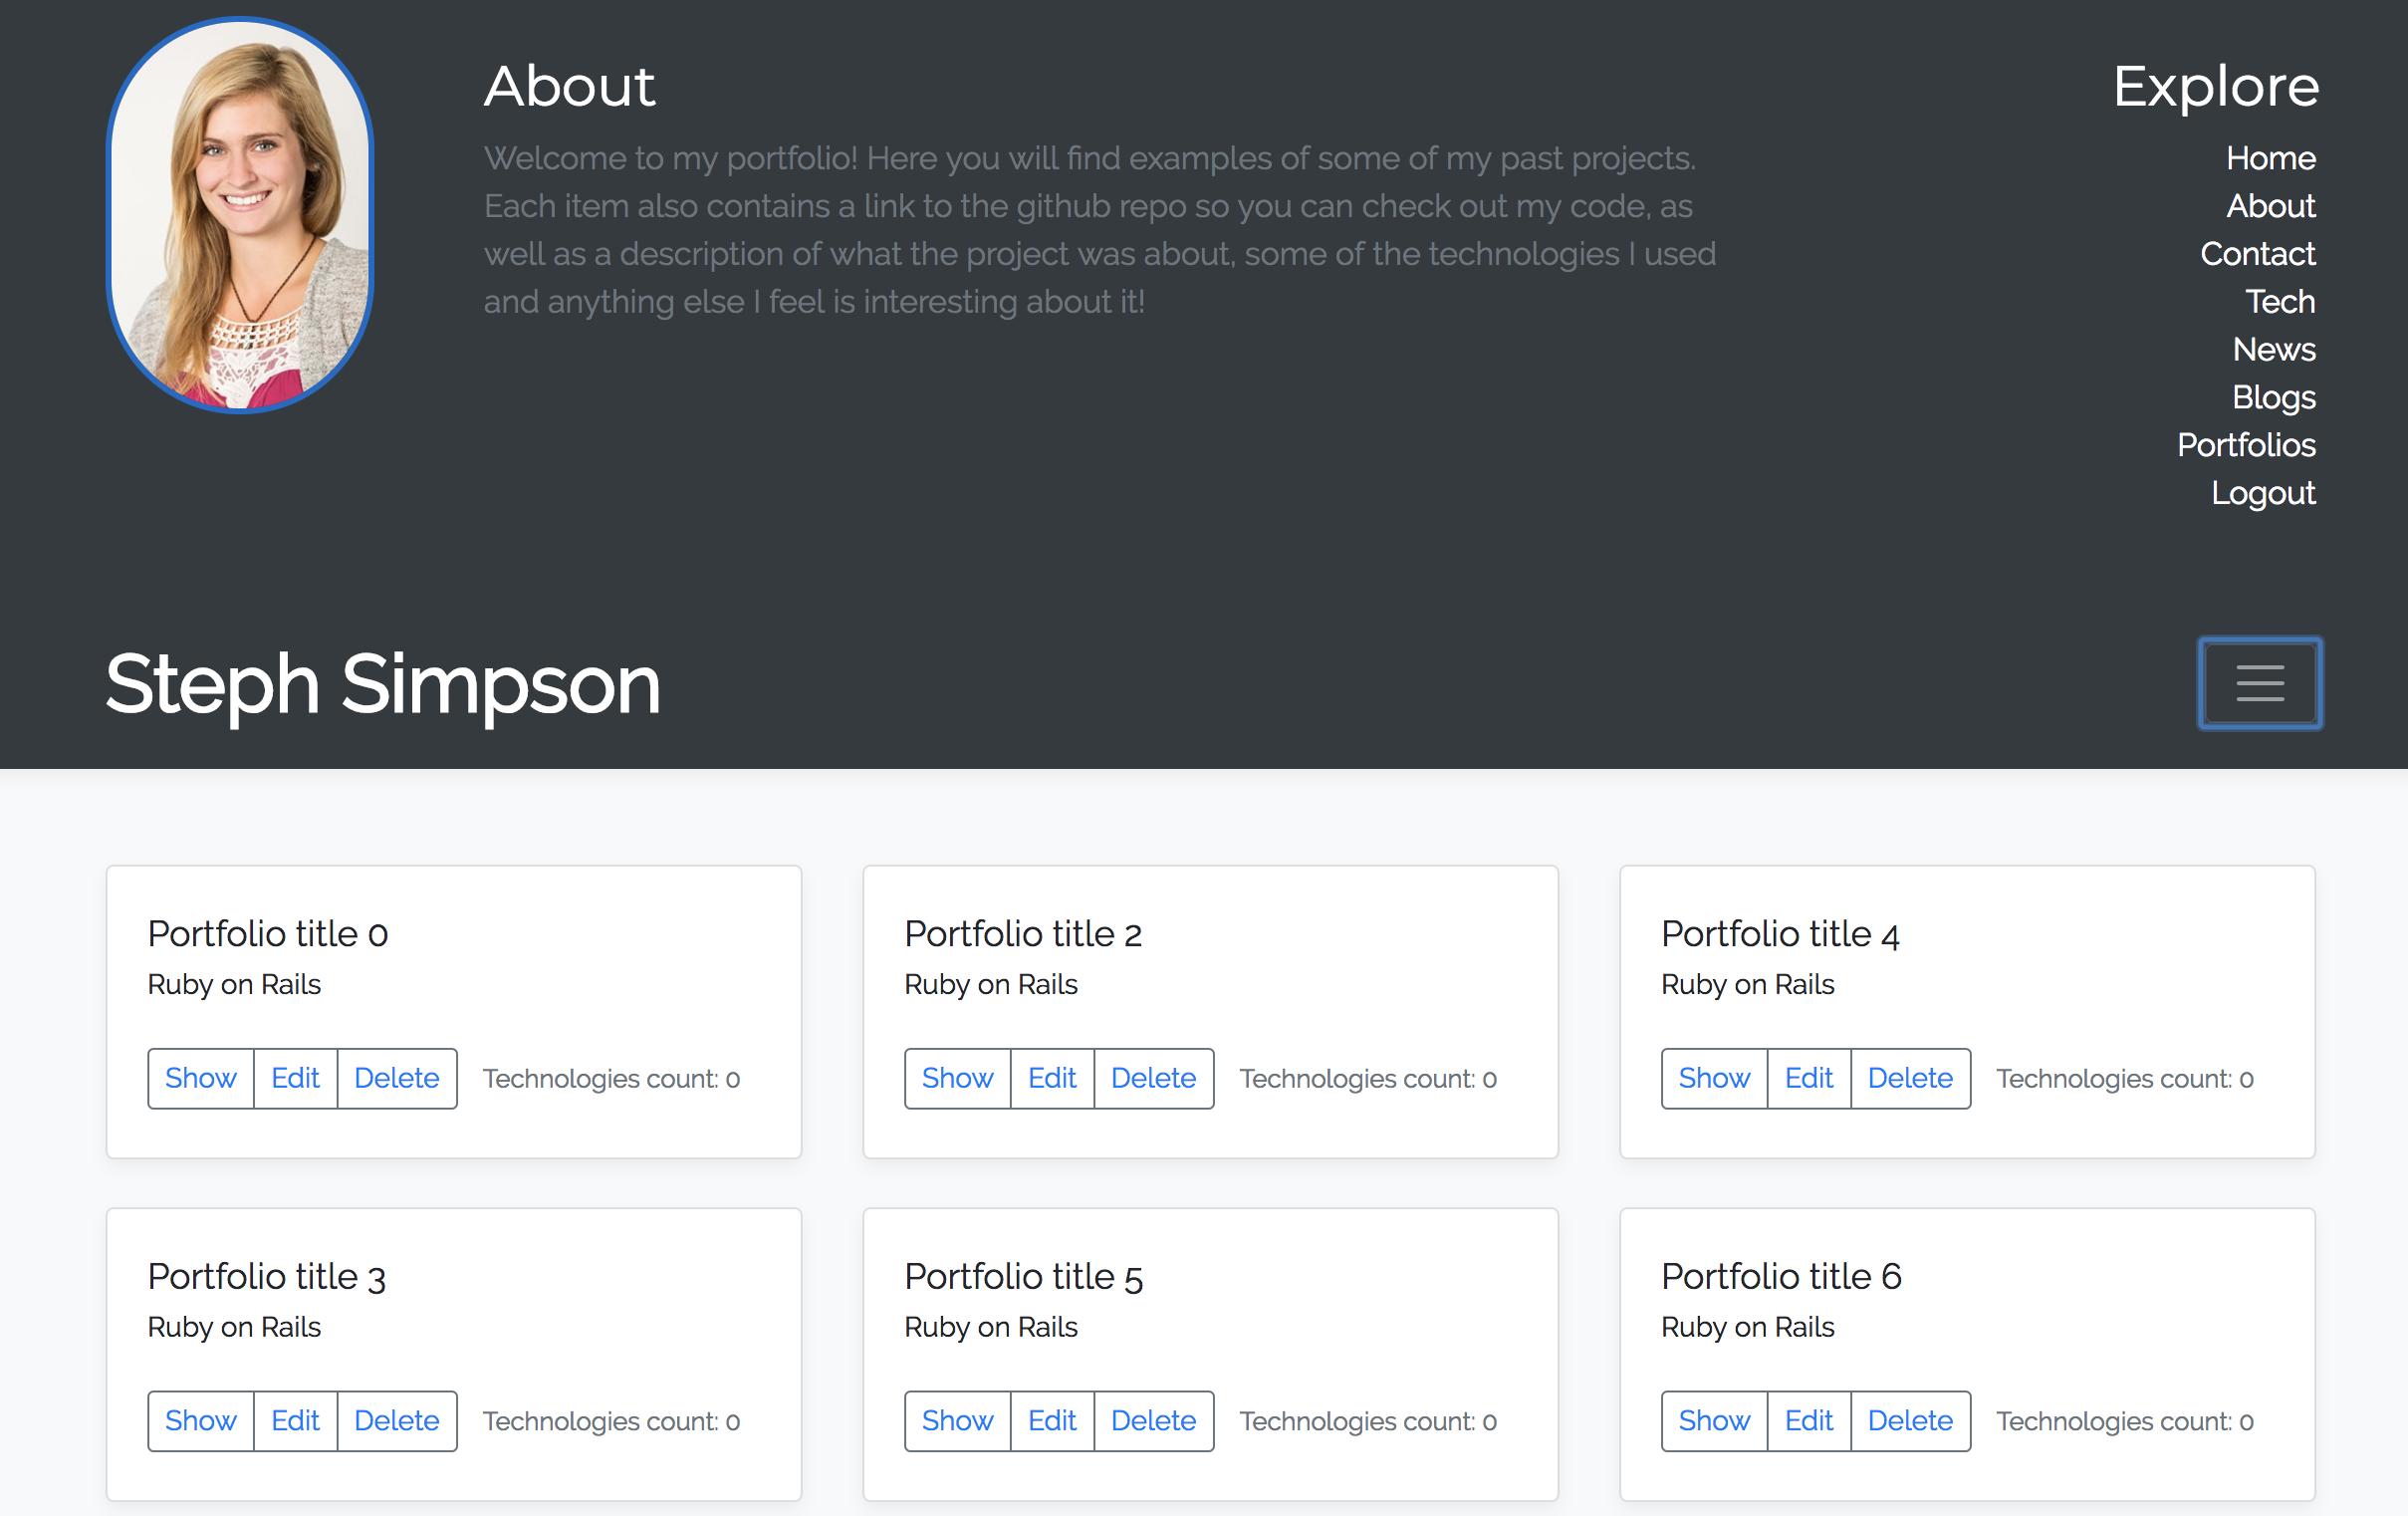 About
Welcome to my portfolio! Here you will find examples of some of my past projects.
Each item also contains a link to the github repo so you can check out my code, as
well as a description of what the project was about, some of the technologies I used
and anything else I feel is interesting about it!
Explore
Home
About
Contact
Tech
News
Blogs
Portfolios
Logout
Steph Simpson
Portfolio title 0
Ruby on Rails
Show Edit Delete Technologies count: 0
Portfolio title 2
Ruby on Rails
Show Edit Delete Technologies count: 0
Portfolio title 4
Ruby on Rails
Show Edit Delete Technologies count: 0
Portfolio title 3
Ruby on Rails
Show Edit Delete Technologies count: 0
Portfolio title 5
Ruby on Rails
Show Edit Delete Technologies count: 0
Portfolio title 6
Ruby on Rails
Show Edit Delete Technologies count: 0